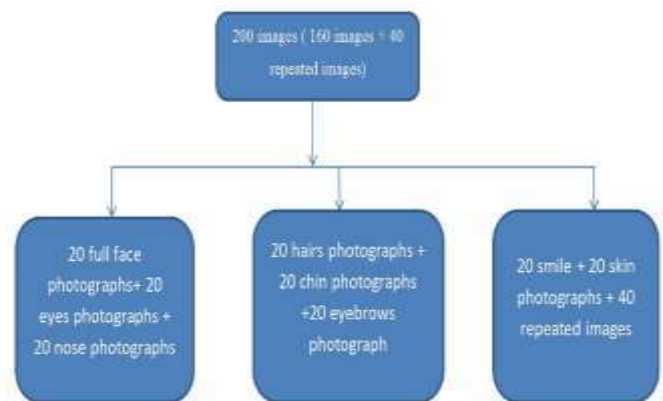 200 images ( 160 images + 40
repeated images)
20 full face
photographs+ 20
eyes photographs +
20 nose photographs
20 hairs photographs +
20 chin photographs
+20 eyebrows
photograph
20 smile + 20 skin
photographs + 40
repeated images